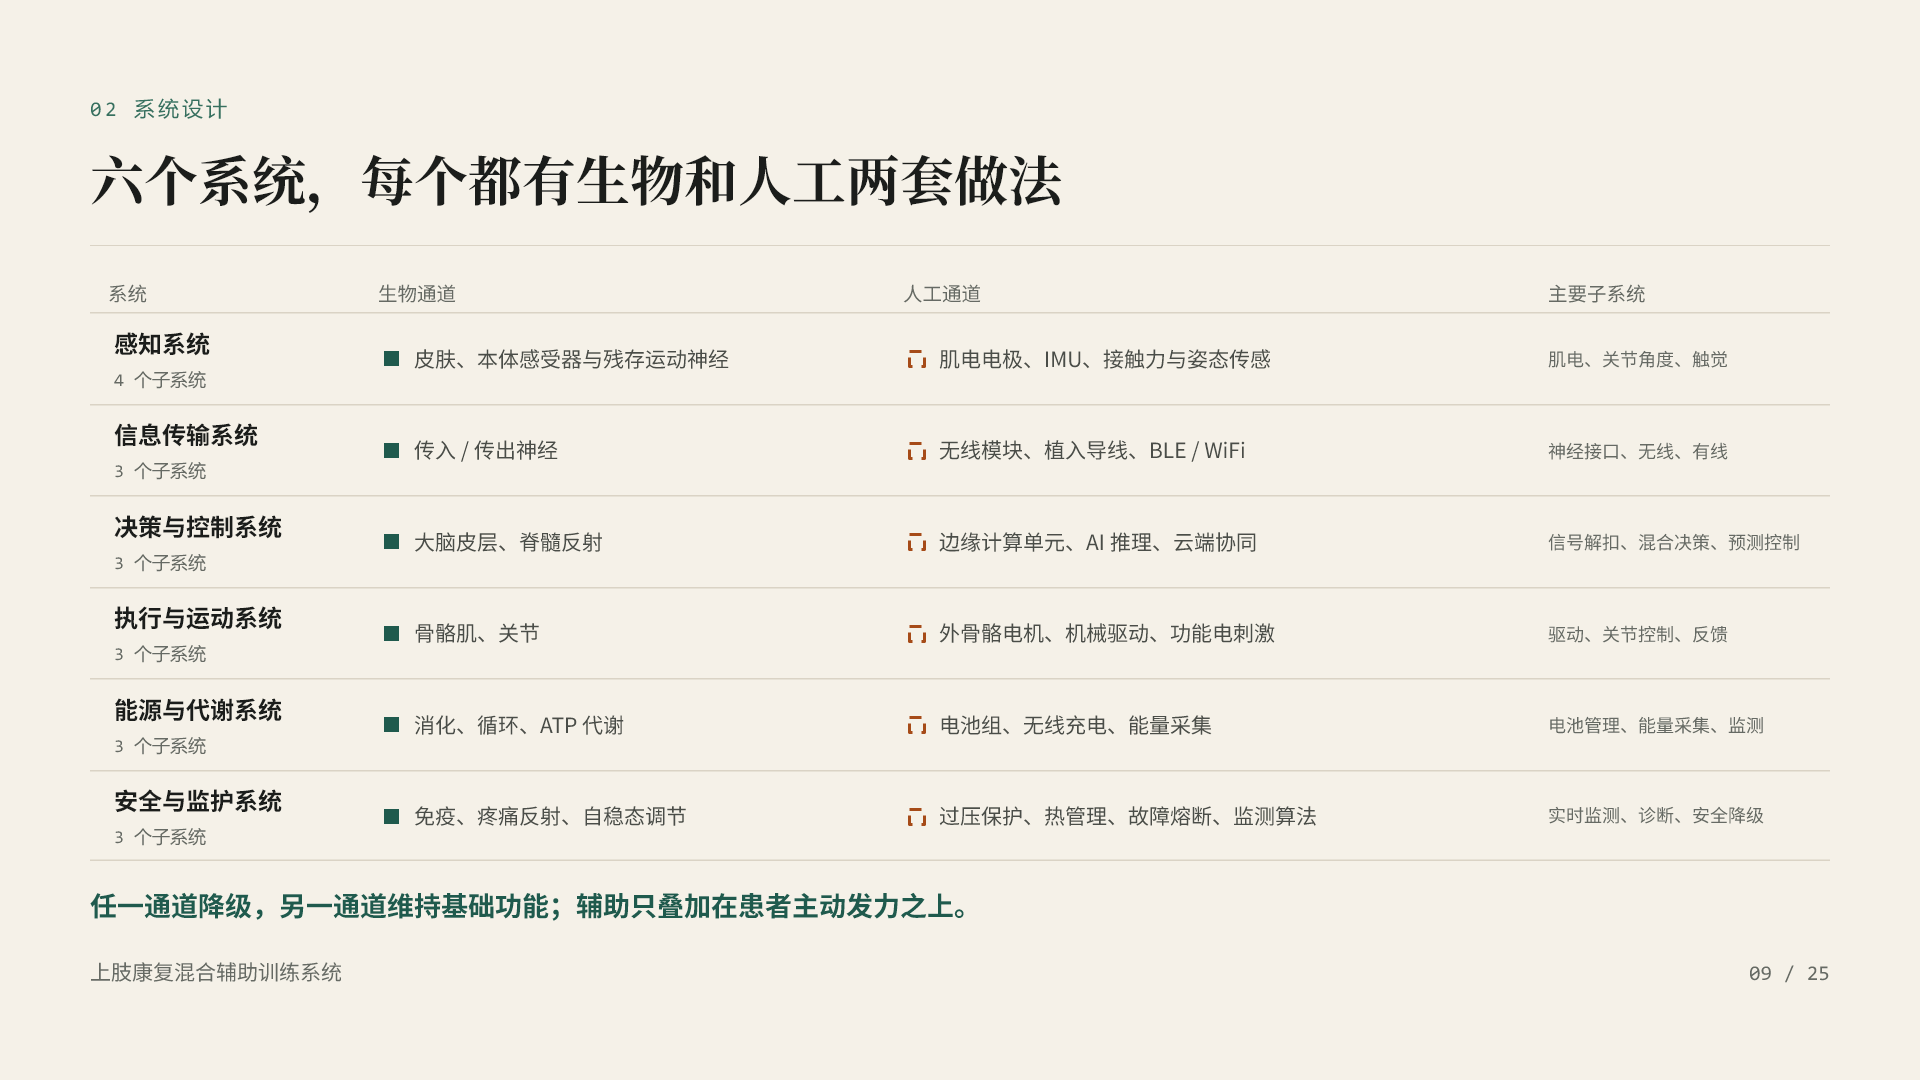 02 系统设计
六个系统，每个都有生物和人工两套做法
系统 生物通道 人工通道 主要子系统
感知系统
4 个子系统
皮肤、本体感受器与残存运动神经
肌电电极、IMU、接触力与姿态传感
肌电、关节角度、触觉
信息传输系统
3 个子系统
传入 / 传出神经
无线模块、植入导线、BLE / WiFi
神经接口、无线、有线
决策与控制系统
3 个子系统
大脑皮层、脊髓反射
边缘计算单元、AI 推理、云端协同
信号解扣、混合决策、预测控制
执行与运动系统
3 个子系统
骨骼肌、关节
外骨骼电机、机械驱动、功能电刺激
驱动、关节控制、反馈
能源与代谢系统
3 个子系统
消化、循环、ATP 代谢
电池组、无线充电、能量采集
电池管理、能量采集、监测
安全与监护系统
3 个子系统
免疫、疼痛反射、自稳态调节
过压保护、热管理、故障熔断、监测算法
实时监测、诊断、安全降级
任一通道降级，另一通道维持基础功能；辅助只叠加在患者主动发力之上。
上肢康复混合辅助训练系统
09 / 25